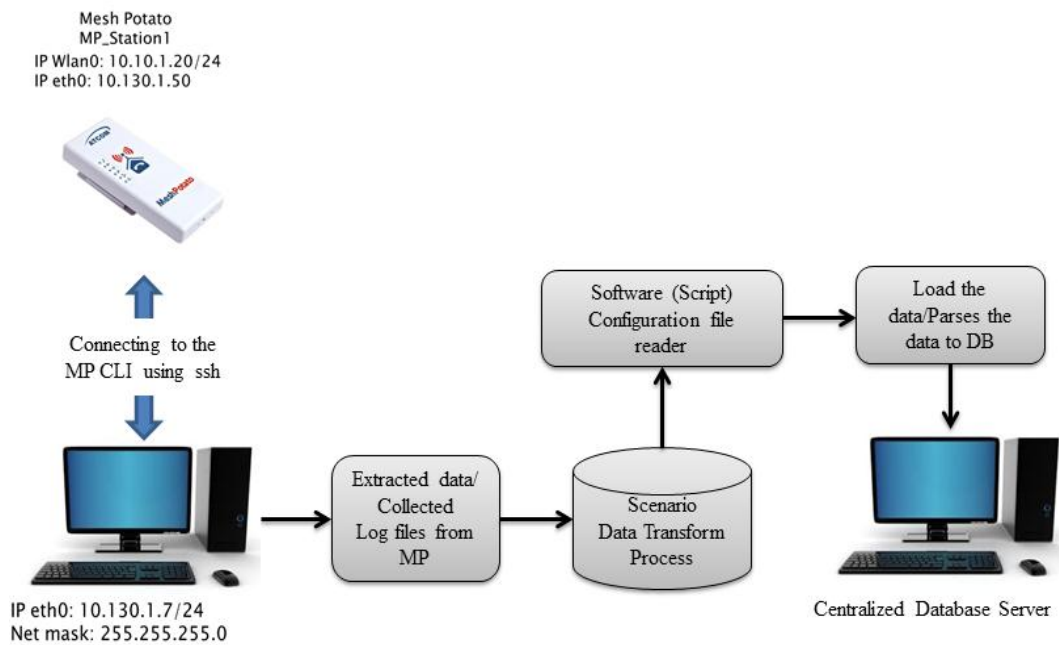 Mesh Potato
MP_Station1
IP Wlan0: 10.10.1.20/24
IP eth0: 10.130.1.50
ATCOM
MeshPotato
Connecting to the
MP CLI using ssh
IP eth0: 10.130.1.7/24
Net mask: 255.255.255.0
Extracted data/
Collected
Log files from
MP
Scenario
Data Transform
Process
Software (Script)
Configuration file
reader
Load the
data/Parses the
data to DB
Centralized Database Server